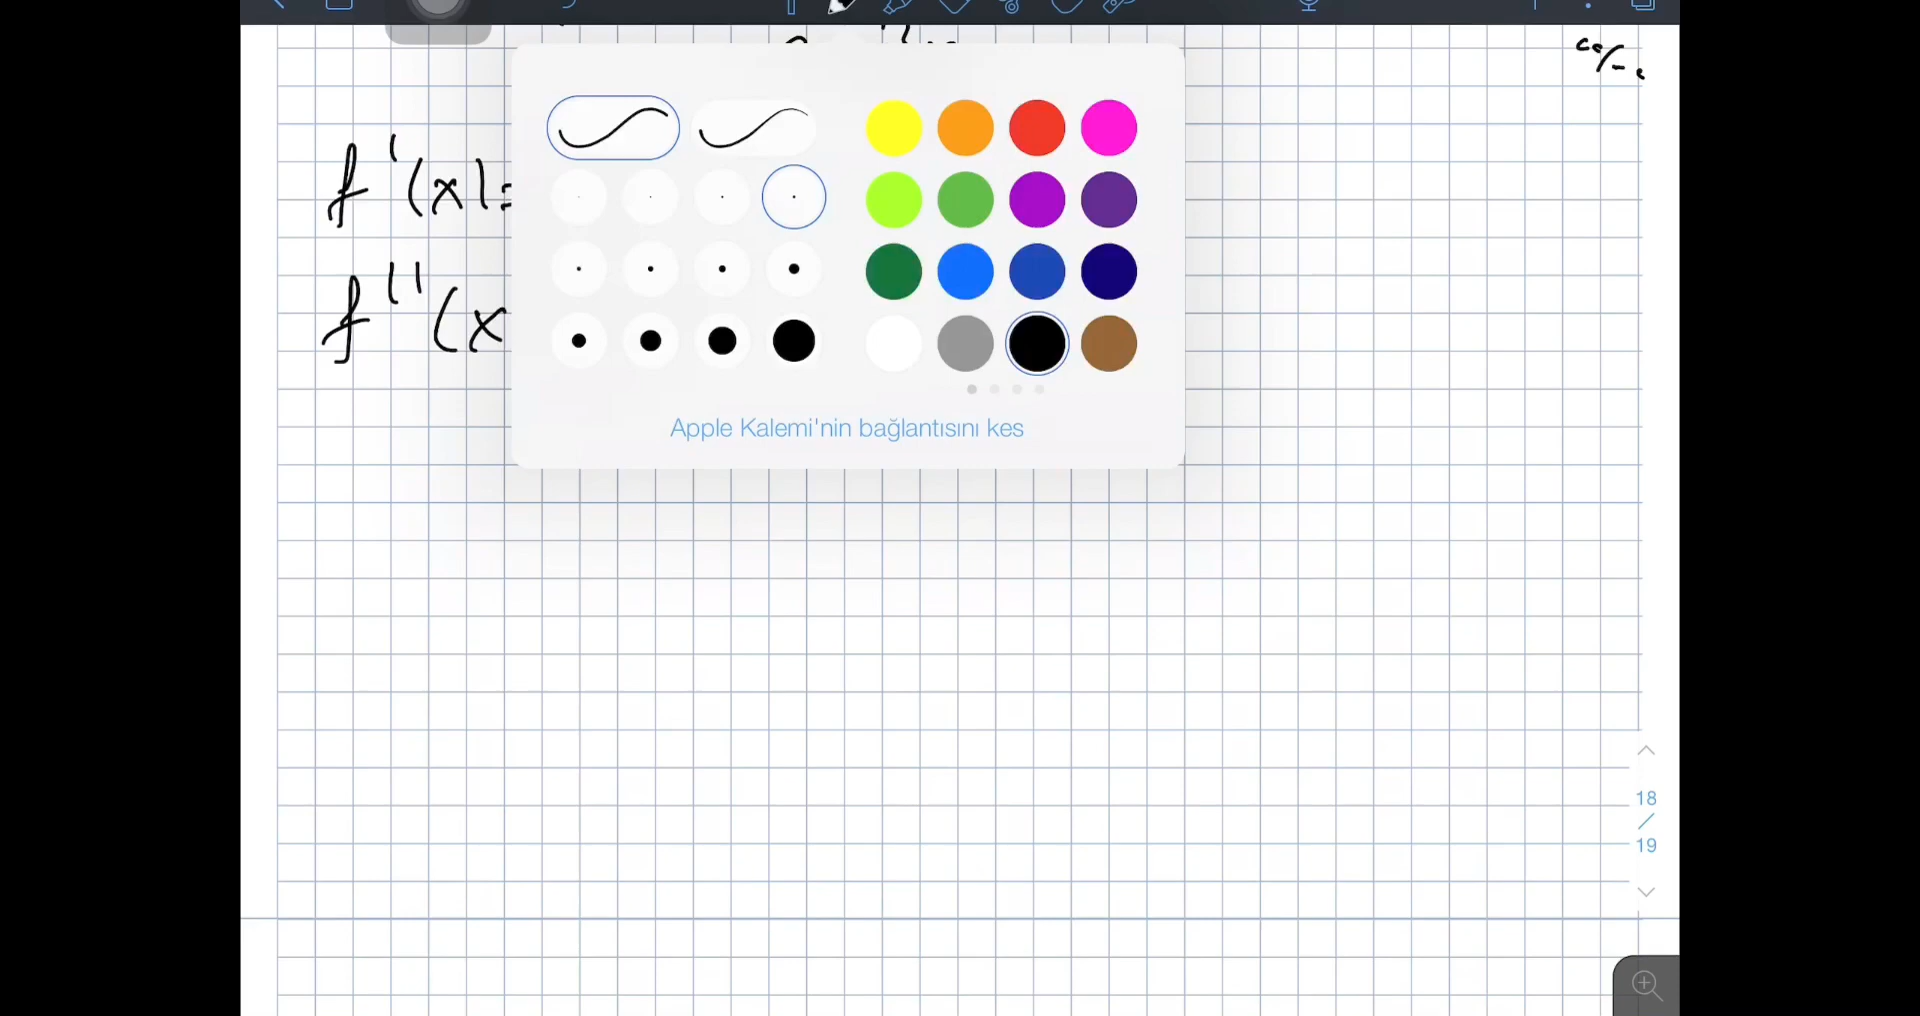 f'(x)=
f''(x
Apple Kalemi'nin bağlantısını kes
18
/
19